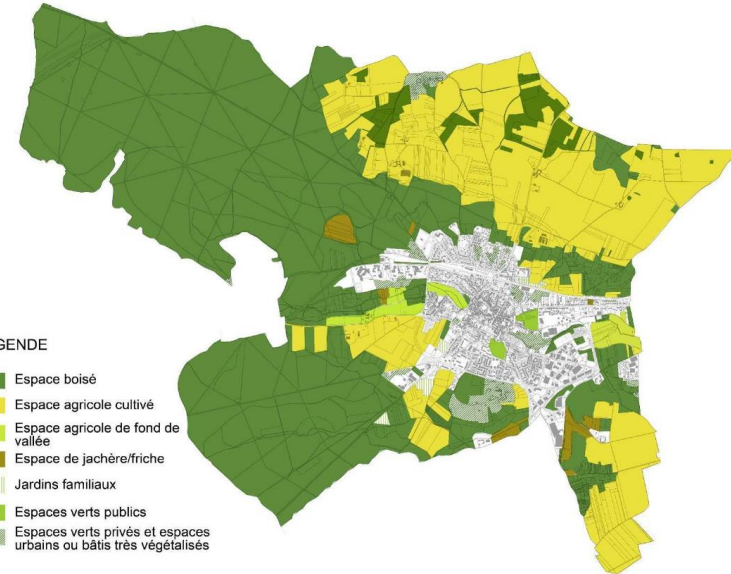 GENDE
Espace boisé
Espace agricole cultivé
Espace agricole de fond de
vallée
Espace de jachère/friche
Jardins familiaux
Espaces verts publics
Espaces verts privés et espaces
urbains ou bâtis très végétalisés